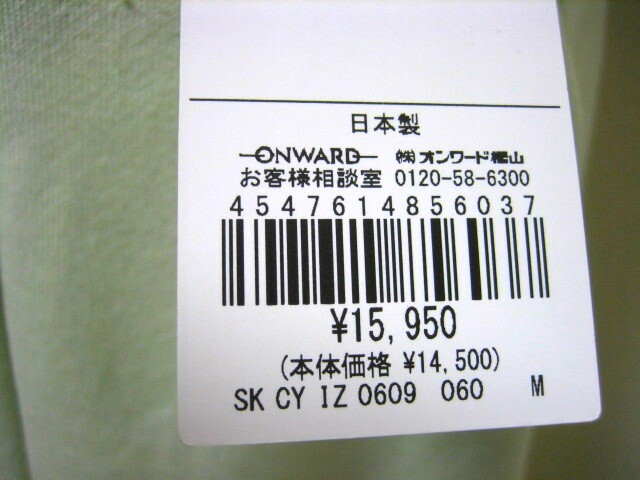 日本製
ONWARD ㈱オンワード樫山
お客様相談室 0120-58-6300
4547614856037
¥15,950
(本体価格 ¥14,500)
SK CY IZ 0609 060 M